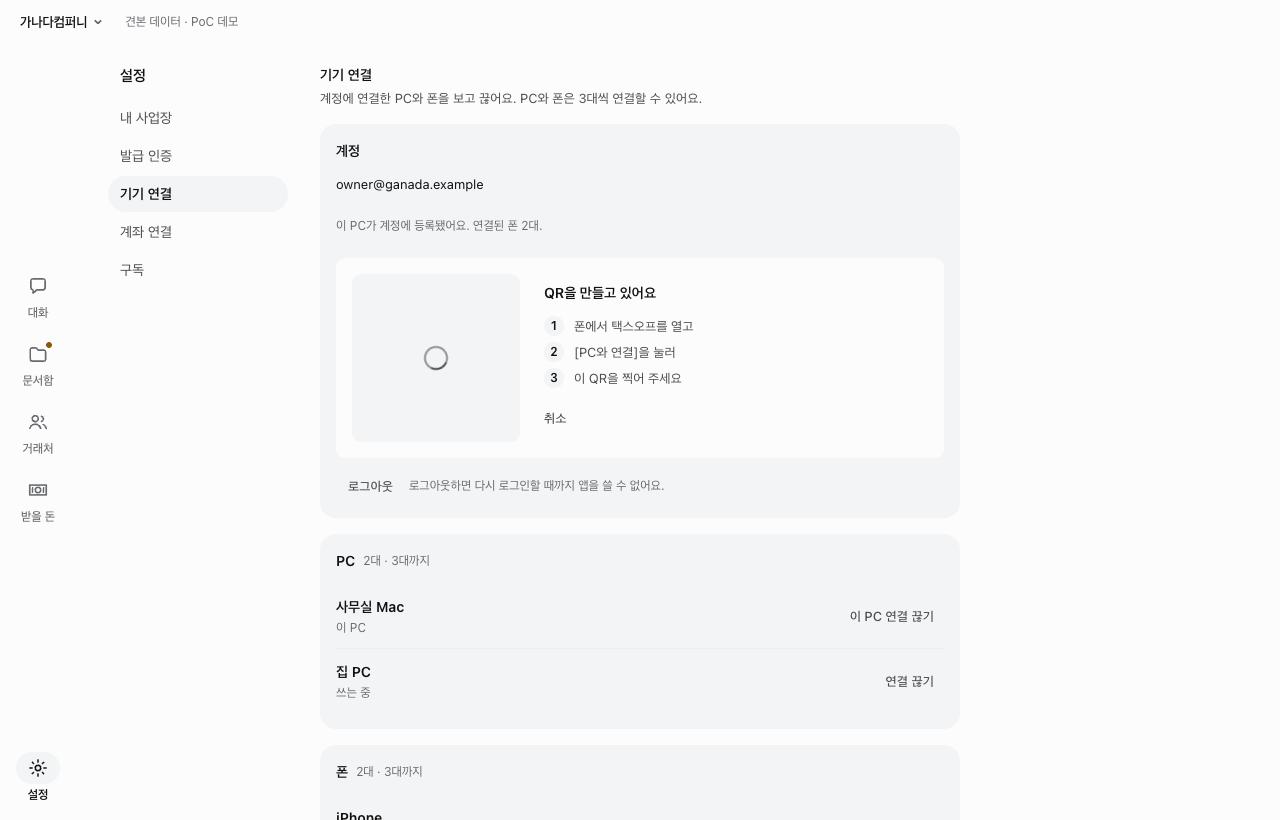 가나다컴퍼니
견본 데이터 · PoC 데모
설정
내 사업장
발급 인증
기기 연결
계좌 연결
구독
대화
문서함
거래처
받을 돈
설정
기기 연결
계정에 연결한 PC와 폰을 보고 끊어요. PC와 폰은 3대씩 연결할 수 있어요.
계정
owner@ganada.example
이 PC가 계정에 등록됐어요. 연결된 폰 2대.
QR을 만들고 있어요
1 폰에서 택스오프를 열고
2 [PC와 연결]을 눌러
3 이 QR을 찍어 주세요
취소
로그아웃 로그아웃하면 다시 로그인할 때까지 앱을 쓸 수 없어요.
PC 2대 · 3대까지
사무실 Mac
이 PC
이 PC 연결 끊기
집 PC
쓰는 중
연결 끊기
폰 2대 · 3대까지
iPhone